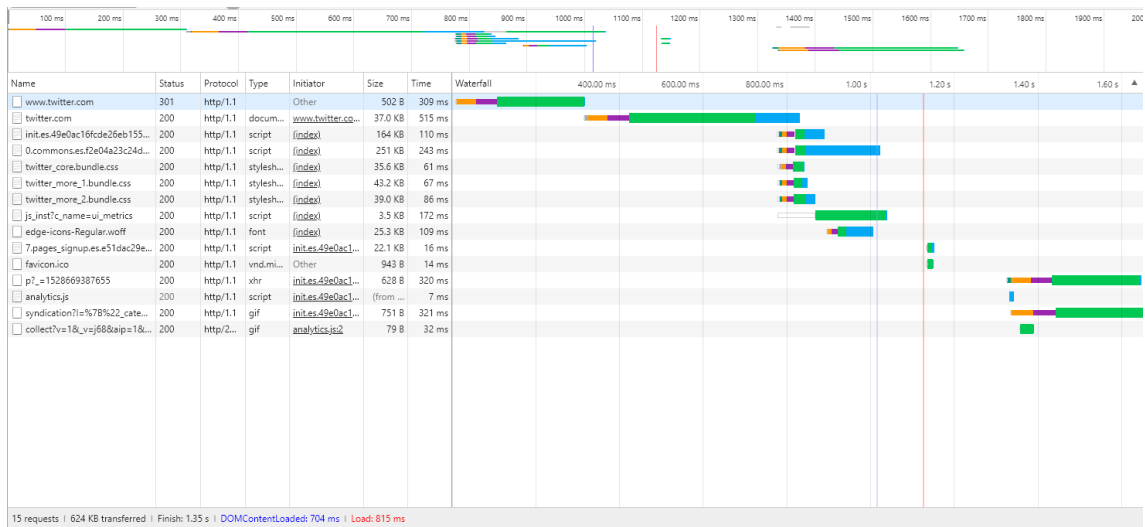 100 ms 200 ms 300 ms 400 ms 500 ms 600 ms 700 ms 800 ms 900 ms 1000 ms 1100 ms 1200 ms 1300 ms 1400 ms 1500 ms 1600 ms 1700 ms 1800 ms 1900 ms 200
Name Status Protocol Type Initiator Size Time Waterfall 400.00 ms 600.00 ms 800.00 ms 1.00 s 1.20 s 1.40 s 1.60 s
www.twitter.com 301 http/1.1 Other 502 B 309 ms
twitter.com 200 http/1.1 docum... www.twitter.co... 37.0 KB 515 ms
init.es.49e0ac16fcde26eb155... 200 http/1.1 script (index) 164 KB 110 ms
0.commons.es.f2e04a23c24d... 200 http/1.1 script (index) 251 KB 243 ms
twitter_core.bundle.css 200 http/1.1 stylesh... (index) 35.6 KB 61 ms
twitter_more_1.bundle.css 200 http/1.1 stylesh... (index) 43.2 KB 67 ms
twitter_more_2.bundle.css 200 http/1.1 stylesh... (index) 39.0 KB 86 ms
js_inst?c_name=ui_metrics 200 http/1.1 script (index) 3.5 KB 172 ms
edge-icons-Regular.woff 200 http/1.1 font (index) 25.3 KB 109 ms
7.pages_signup.es.e51dac29e... 200 http/1.1 script init.es.49e0ac1... 22.1 KB 16 ms
favicon.ico 200 http/1.1 vnd.mi... Other 943 B 14 ms
p?_=1528669387655 200 http/1.1 xhr init.es.49e0ac1... 628 B 320 ms
analytics.js 200 http/1.1 script init.es.49e0ac1... (from ... 7 ms
syndication?l=%7B%22_cate... 200 http/1.1 gif init.es.49e0ac1... 751 B 321 ms
collect?v=1&_v=j68&aip=1&... 200 http/2... gif analytics.js:2 79 B 32 ms
15 requests | 624 KB transferred | Finish: 1.35 s | DOMContentLoaded: 704 ms | Load: 815 ms